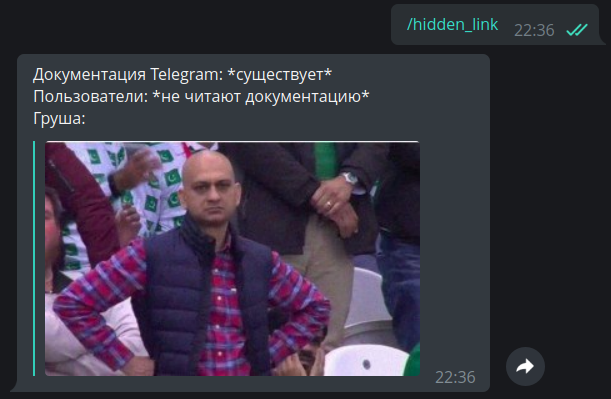 /hidden_link 22:36
Документация Telegram: *существует*
Пользователи: *не читают документацию*
Груша:
22:36